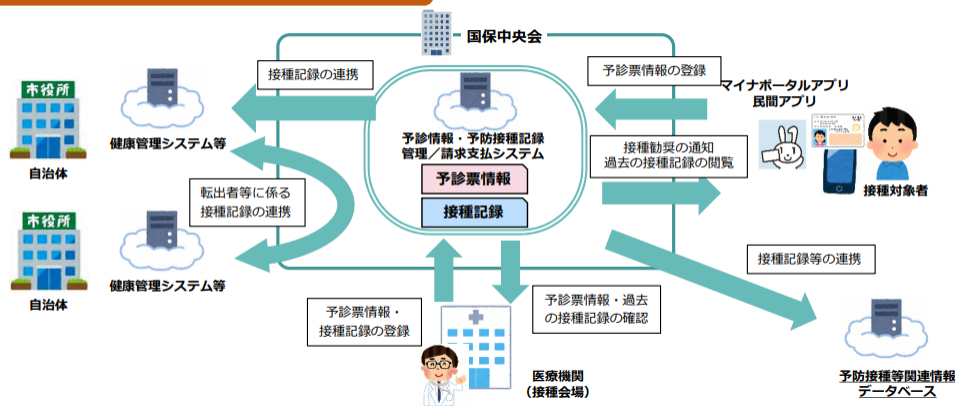 国保中央会
接種記録の連携
予診票情報の登録
マイナポータルアプリ
民間アプリ
市役所
健康管理システム等
自治体
予診情報・予防接種記録
管理／請求支払システム
予診票情報
接種記録
接種勧奨の通知
過去の接種記録の閲覧
接種対象者
転出者等に係る
接種記録の連携
市役所
健康管理システム等
自治体
接種記録等の連携
予診票情報・
接種記録の登録
予診票情報・過去
の接種記録の確認
医療機関
（接種会場）
予防接種等関連情報
データベース